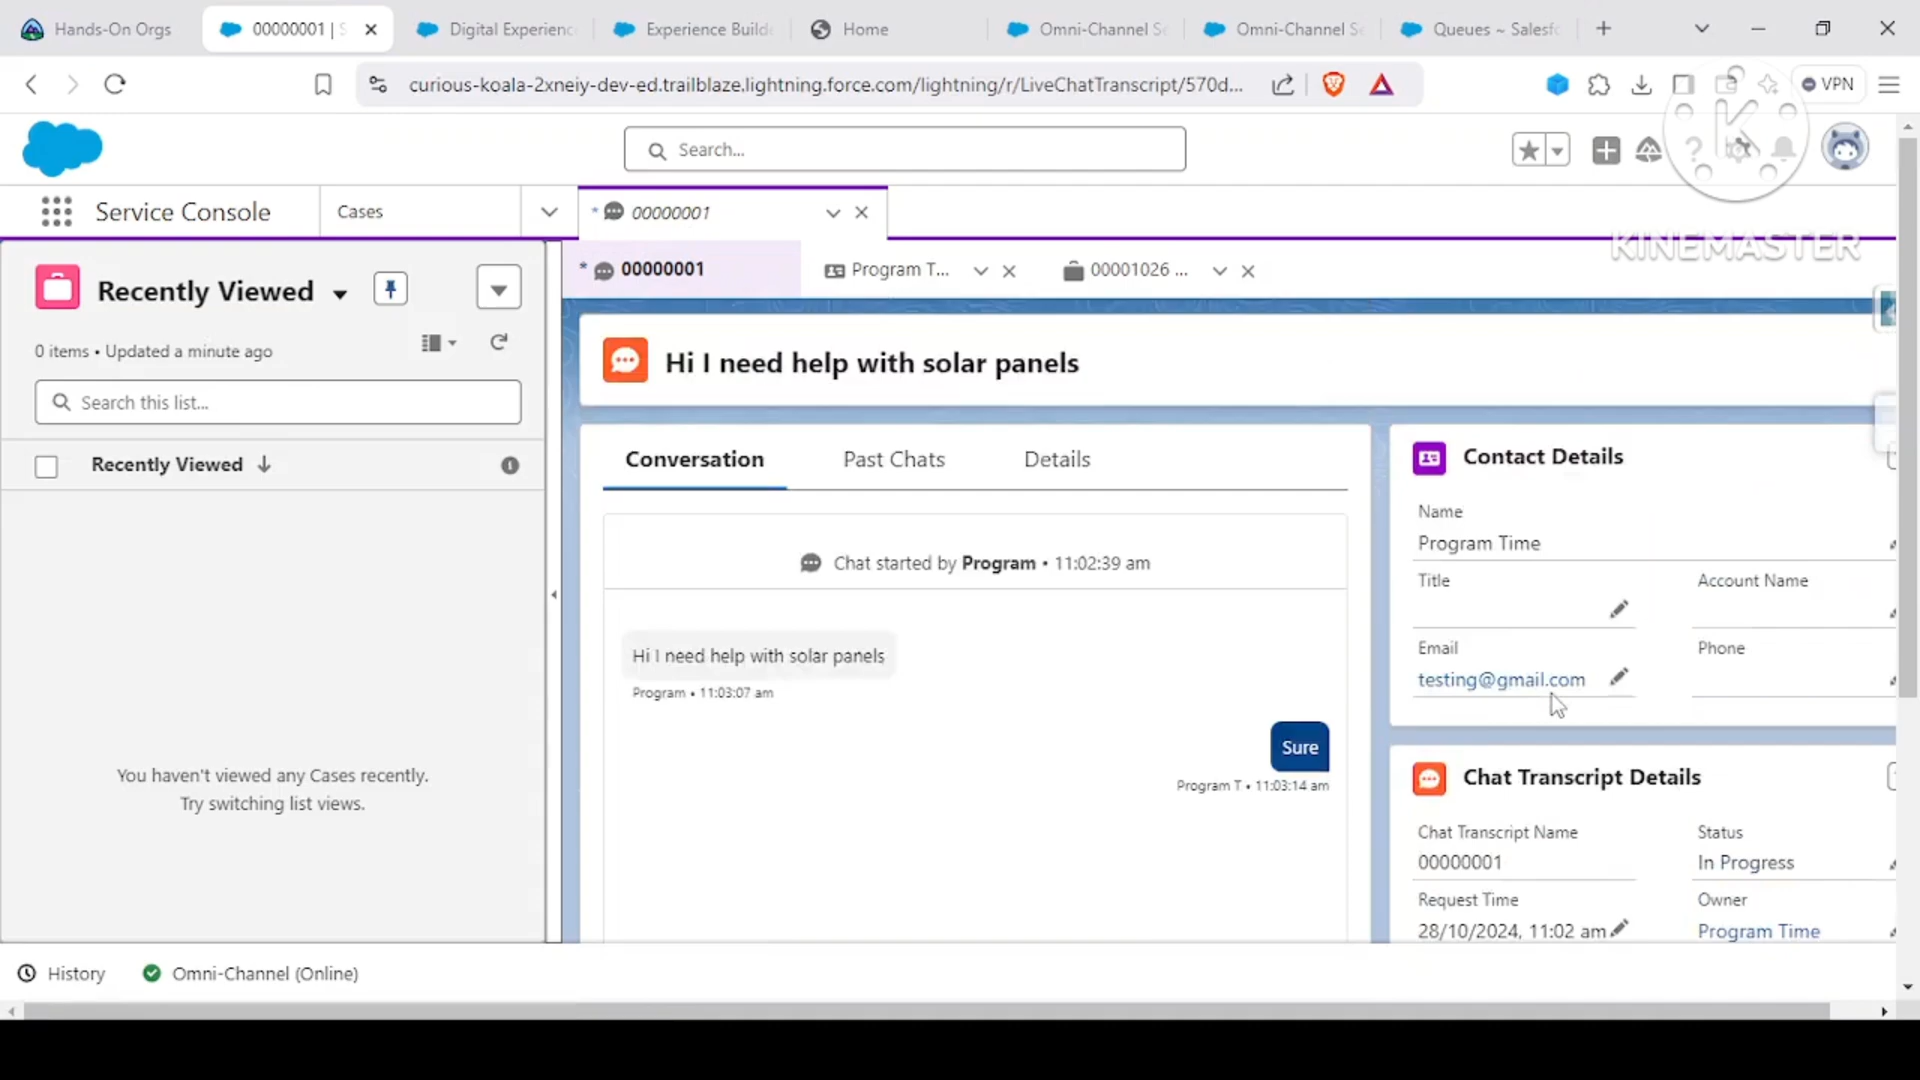 Hands-On Orgs
00000001 | S
Digital Experienc
Experience Build
Home
Omni-Channel Se
Omni-Channel Se
Queues ~ Salesfo
curious-koala-2xneiy-dev-ed.trailblaze.lightning.force.com/lightning/r/LiveChatTranscript/570d...
VPN
Search...
K
KINEMASTER
Service Console
Cases
* 00000001
* 00000001
Program T...
00001026 ...
Recently Viewed
0 items • Updated a minute ago
Search this list...
Recently Viewed
You haven't viewed any Cases recently.
Try switching list views.
Hi I need help with solar panels
Conversation
Past Chats
Details
Chat started by Program • 11:02:39 am
Hi I need help with solar panels
Program • 11:03:07 am
Sure
Program T • 11:03:14 am
Contact Details
Name
Program Time
Title
Account Name
Email
Phone
testing@gmail.com
Chat Transcript Details
Chat Transcript Name
Status
00000001
In Progress
Request Time
Owner
28/10/2024, 11:02 am
Program Time
History
Omni-Channel (Online)